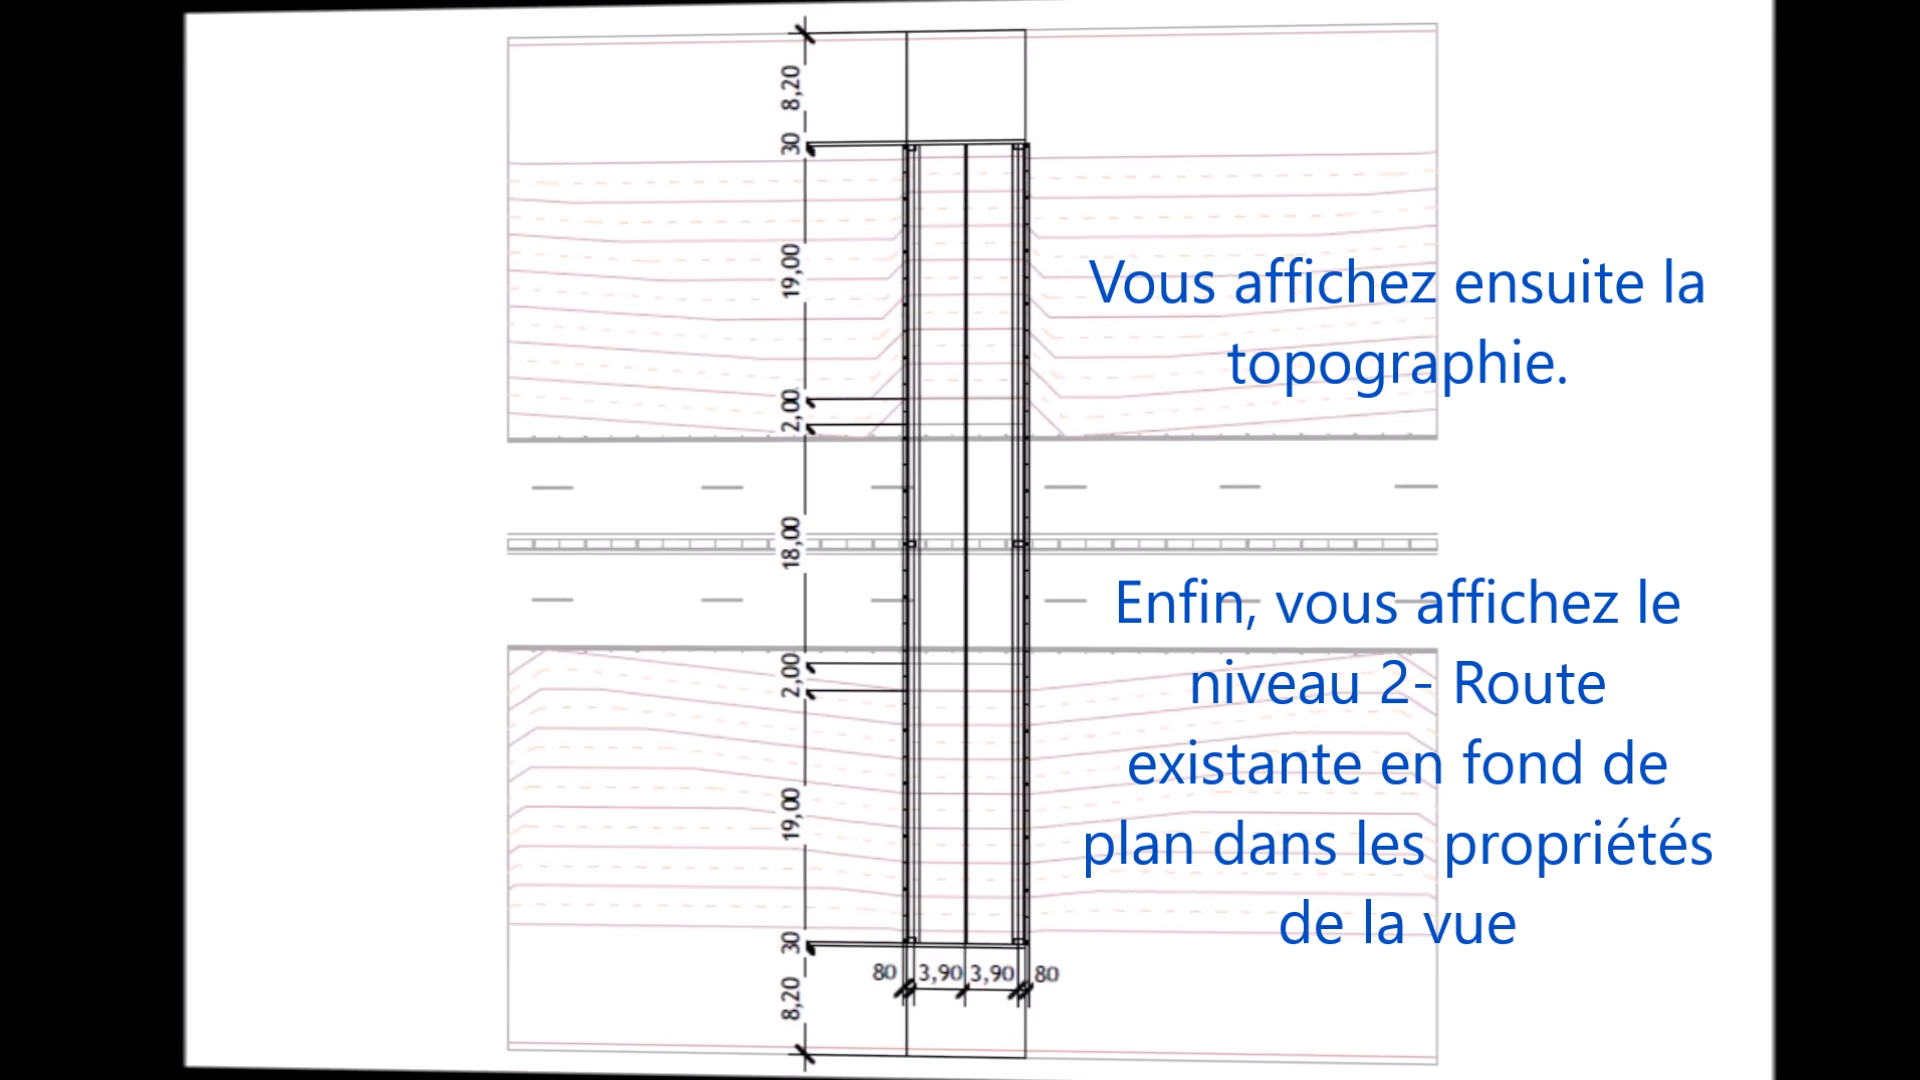 8,20
30
19,00
2,00
18,00
2,00
19,00
30
8,20
80 3,90 3,90 80
Vous affichez ensuite la
topographie.
Enfin, vous affichez le
niveau 2- Route
existante en fond de
plan dans les propriétés
de la vue